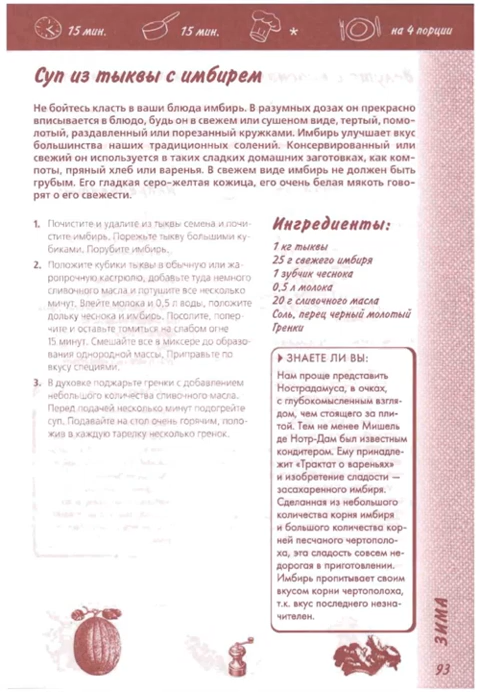 15 мин.
15 мин.
*
на 4 порции
Суп из тыквы с имбирем
Не бойтесь класть в ваши блюда имбирь. В разумных дозах он прекрасно
вписывается в блюдо, будь он в свежем или сушеном виде, тертый, помо-
лотый, раздавленный или порезанный кружками. Имбирь улучшает вкус
большинства наших традиционных солений. Консервированный или
свежий он используется в таких сладких домашних заготовках, как ком-
поты, пряный хлеб или варенья. В свежем виде имбирь не должен быть
грубым. Его гладкая серо-желтая кожица, его очень белая мякоть гово-
рят о его свежести.
1. Почистите и удалите из тыквы семена и почи-
стите имбирь. Порежьте тыкву большими ку-
биками. Порубите имбирь.
2. Положите кубики тыквы в обычную или жа-
ропрочную кастрюлю, добавьте туда немного
сливочного масла и потушите все несколько
минут. Влейте молока и 0,5 л воды, положите
дольку чеснока и имбирь. Посолите, попер-
чите и оставьте томиться на слабом огне
15 минут. Смешайте все в миксере до образо-
вания однородной массы. Приправьте по
вкусу специями.
3. В духовке поджарьте гренки с добавлением
небольшого количества сливочного масла.
Перед подачей несколько минут подогрейте
суп. Подавайте на стол очень горячим, поло-
жив в каждую тарелку несколько гренок.
Ингредиенты:
1 кг тыквы
25 г свежего имбиря
1 зубчик чеснока
0,5 л молока
20 г сливочного масла
Соль, перец черный молотый
Гренки
ЗНАЕТЕ ЛИ ВЫ:
Нам проще представить
Нострадамуса, в очках,
с глубокомысленным взгля-
дом, чем стоящего за пли-
той. Тем не менее Мишель
де Нотр-Дам был известным
кондитером. Ему принадле-
жит «Трактат о вареньях»
и изобретение сладости —
засахаренного имбиря.
Сделанная из небольшого
количества корня имбиря
и большого количества кор-
ней песчаного чертополо-
ха, эта сладость совсем не-
дорогая в приготовлении.
Имбирь пропитывает своим
вкусом корни чертополоха,
т.к. вкус последнего незна-
чителен.
ЗИМА
93